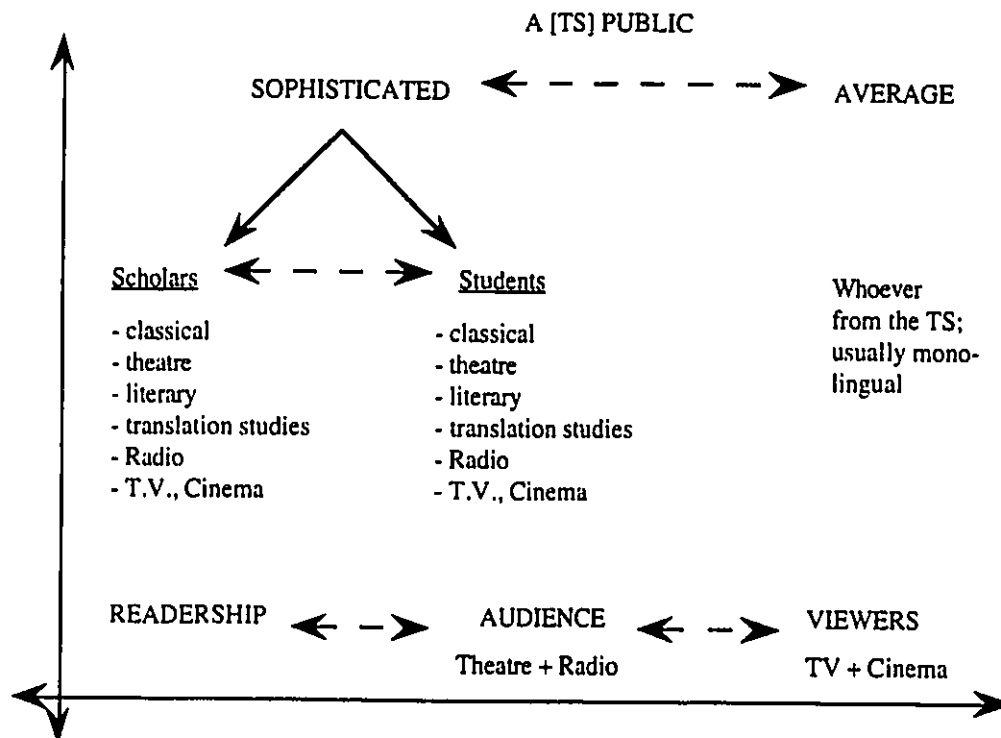 A [TS] PUBLIC
SOPHISTICATED
AVERAGE
Scholars
- classical
- theatre
- literary
- translation studies
- Radio
- T.V., Cinema
Students
- classical
- theatre
- literary
- translation studies
- Radio
- T.V., Cinema
Whoever
from the TS;
usually mono-
lingual
READERSHIP
AUDIENCE
Theatre + Radio
VIEWERS
TV + Cinema